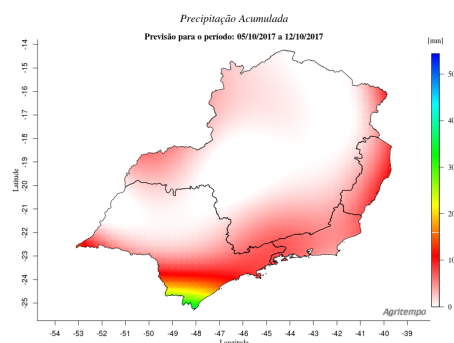 Precipitação Acumulada
Previsão para o período: 05/10/2017 a 12/10/2017
[mm]
-14
-15
-16
-17
-18
-19
-20
-21
-22
-23
-24
-25
Latitude
50
40
30
20
10
0
Agritempo
-54 -53 -52 -51 -50 -49 -48 -47 -46 -45 -44 -43 -42 -41 -40 -39
Longitude